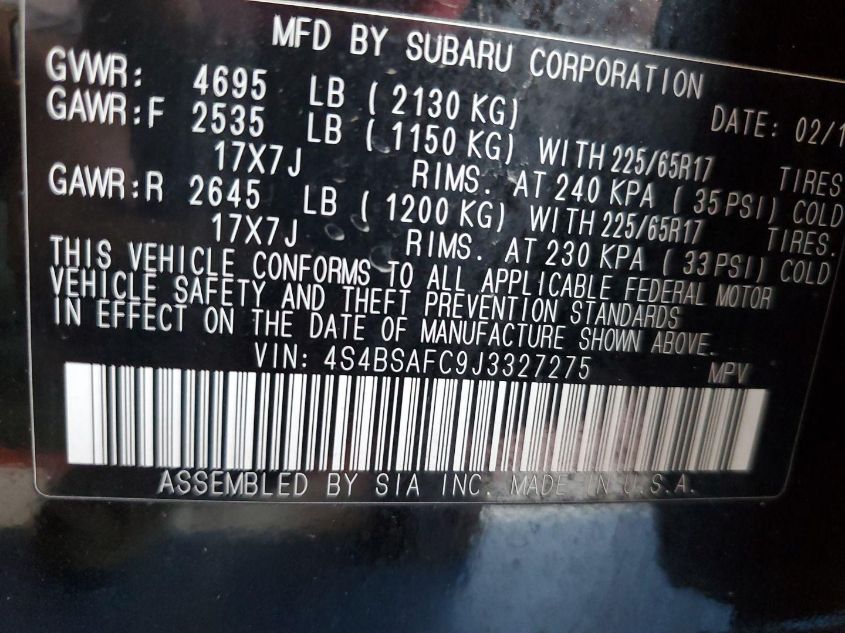 MFD BY SUBARU CORPORATION
GVWR: 4695 LB ( 2130 KG) DATE: 02/1
GAWR:F 2535 LB ( 1150 KG) WITH 225/65R17 TIRES
17X7J RIMS. AT 240 KPA ( 35 PSI) COLD
GAWR:R 2645 LB ( 1200 KG) WITH 225/65R17 TIRES.
17X7J RIMS. AT 230 KPA ( 33 PSI) COLD
THIS VEHICLE CONFORMS TO ALL APPLICABLE FEDERAL MOTOR
VEHICLE SAFETY AND THEFT PREVENTION STANDARDS
IN EFFECT ON THE DATE OF MANUFACTURE SHOWN ABOVE.
VIN: 4S4BSAFC9J3327275 MPV
ASSEMBLED BY SIA INC. MADE IN U.S.A.